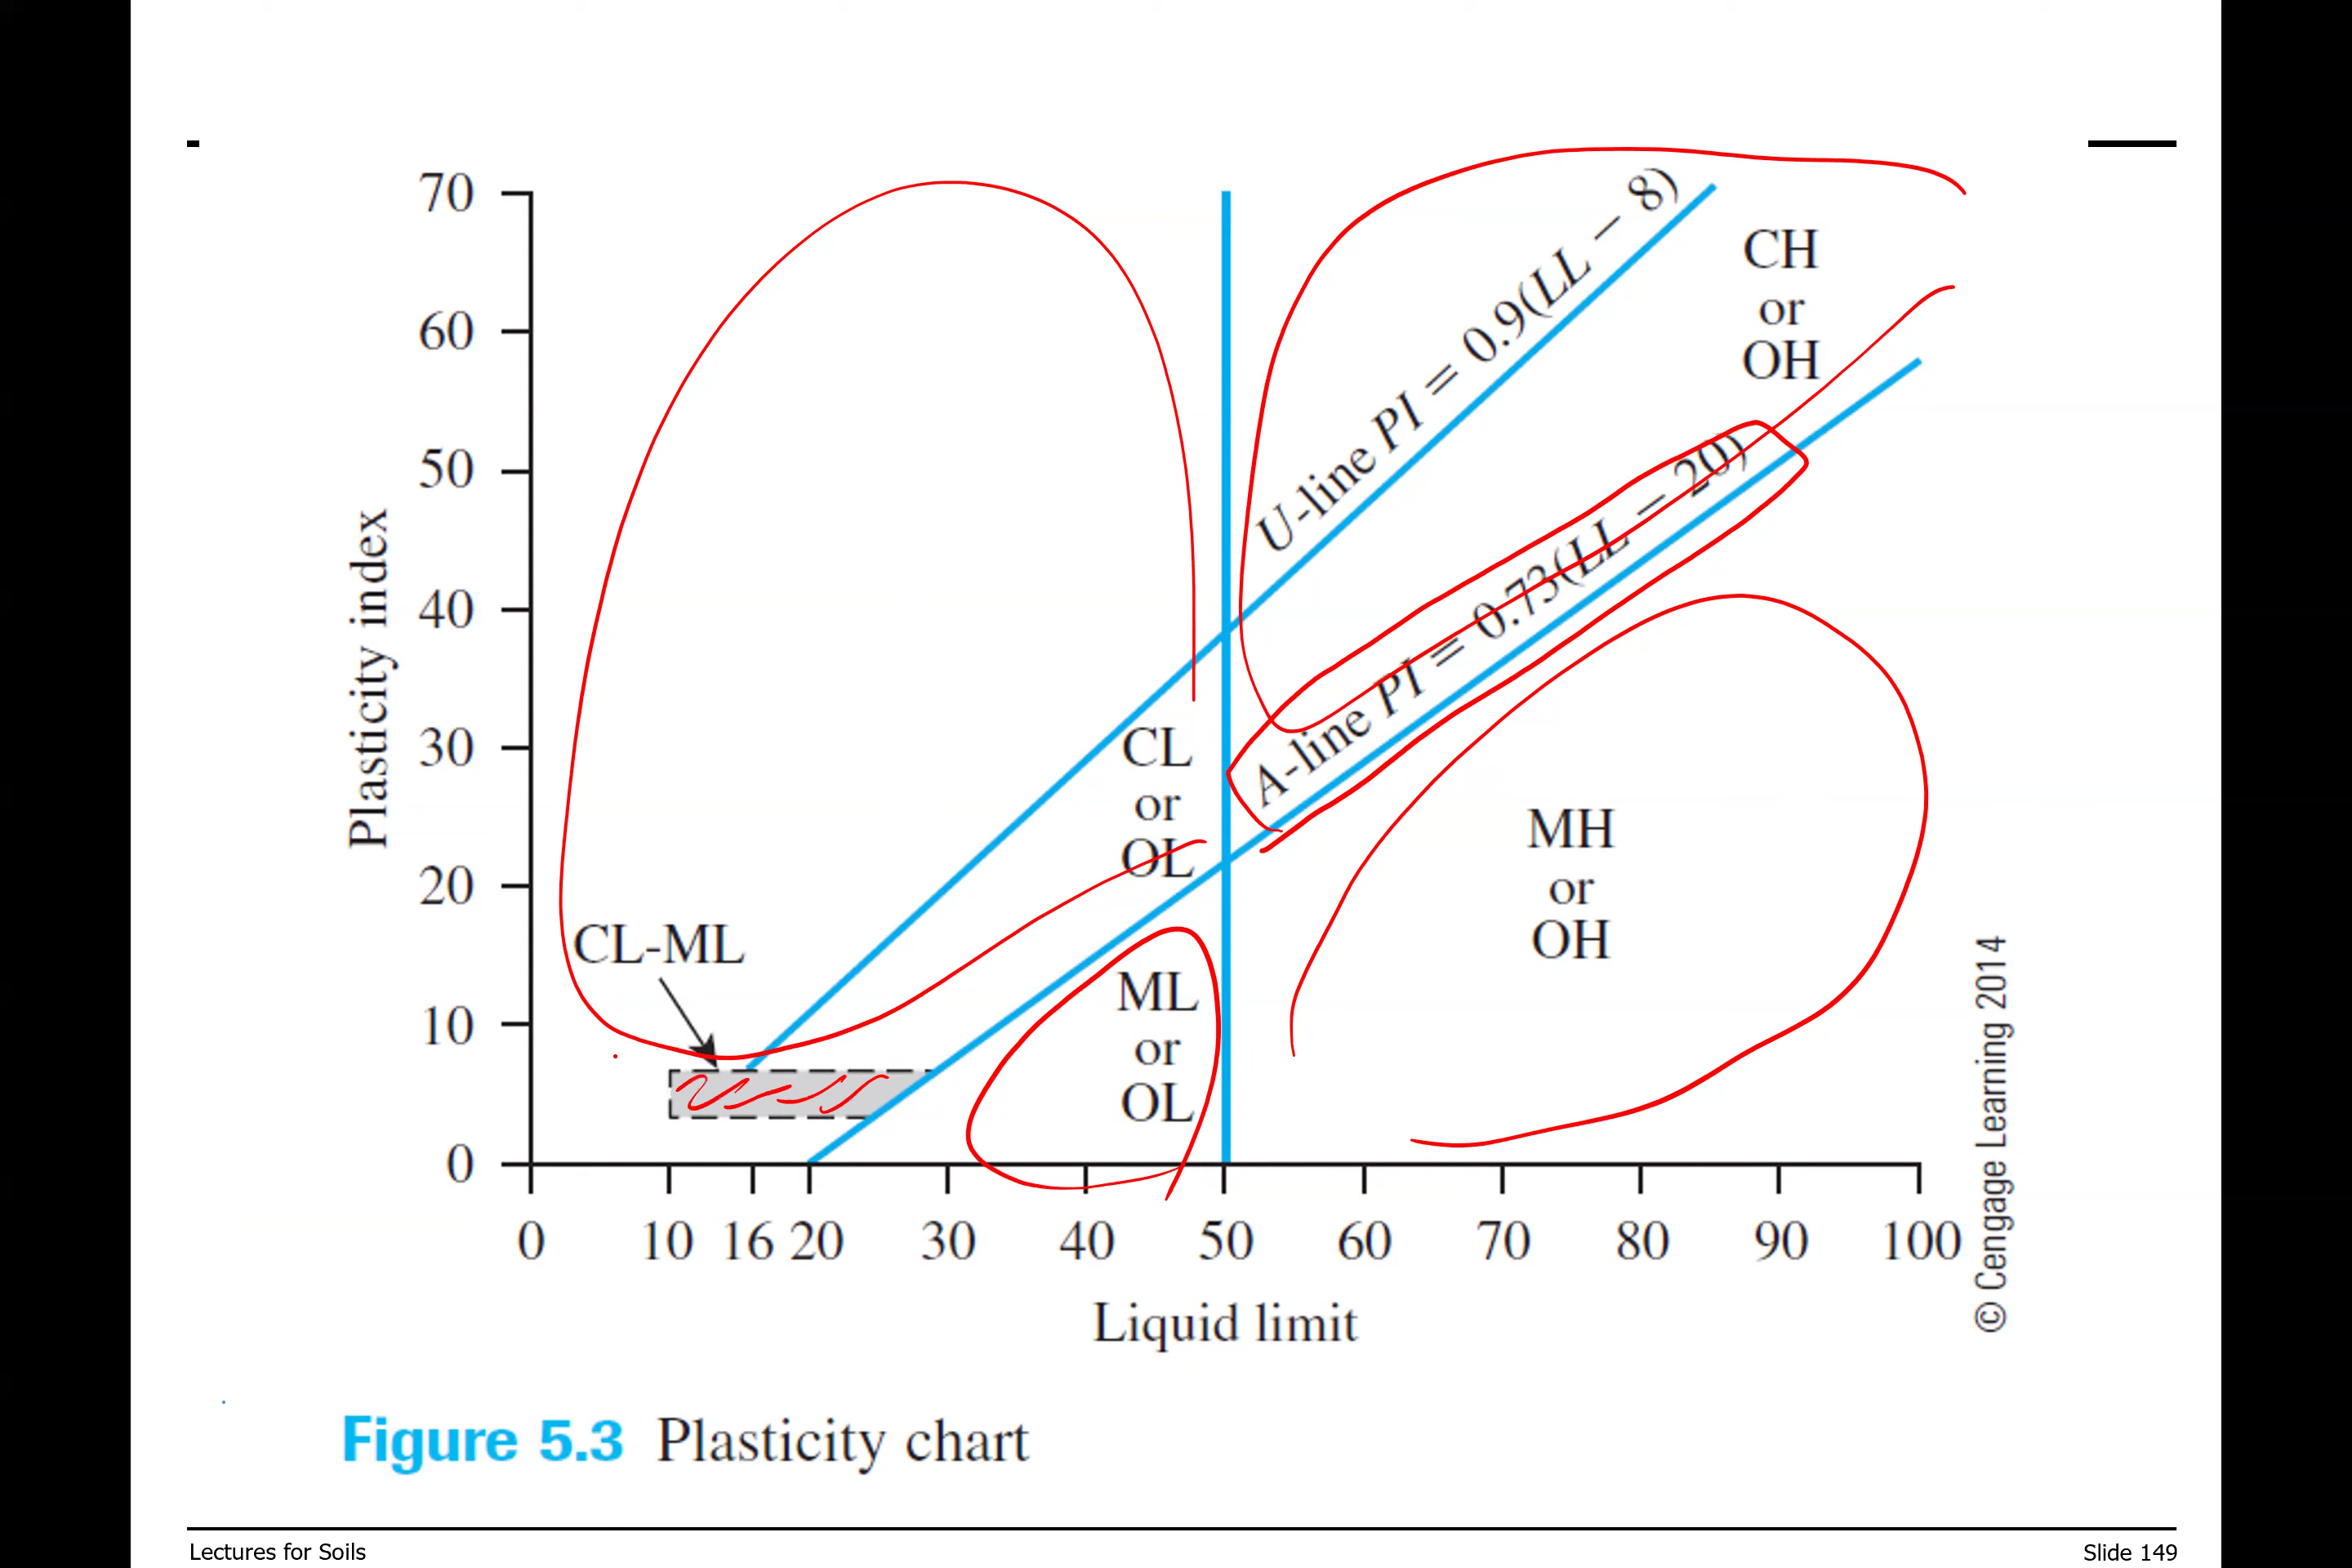 70
60
50
40
30
20
10
0
Plasticity index
U-line PI = 0.9(LL − 8)
CH
or
OH
A-line PI = 0.73(LL − 20)
CL
or
OL
MH
or
OH
CL-ML
ML
or
OL
0 10 16 20 30 40 50 60 70 80 90 100
Liquid limit
© Cengage Learning 2014
Figure 5.3 Plasticity chart
Lectures for Soils
Slide 149